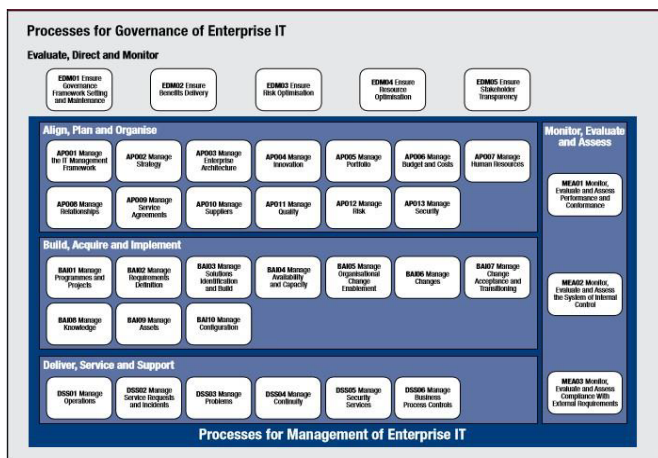 Processes for Governance of Enterprise IT
Evaluate, Direct and Monitor
EDM01 Ensure
Governance
Framework Setting
and Maintenance
EDM02 Ensure
Benefits Delivery
EDM03 Ensure
Risk Optimisation
EDM04 Ensure
Resource
Optimisation
EDM05 Ensure
Stakeholder
Transparency
Align, Plan and Organise
APO01 Manage
the IT Management
Framework
APO02 Manage
Strategy
APO03 Manage
Enterprise
Architecture
APO04 Manage
Innovation
APO05 Manage
Portfolio
APO06 Manage
Budget and Costs
APO07 Manage
Human Resources
APO08 Manage
Relationships
APO09 Manage
Service
Agreements
APO10 Manage
Suppliers
APO11 Manage
Quality
APO12 Manage
Risk
APO13 Manage
Security
Build, Acquire and Implement
BAI01 Manage
Programmes and
Projects
BAI02 Manage
Requirements
Definition
BAI03 Manage
Solutions
Identification
and Build
BAI04 Manage
Availability
and Capacity
BAI05 Manage
Organisational
Change
Enablement
BAI06 Manage
Changes
BAI07 Manage
Change
Acceptance and
Transitioning
BAI08 Manage
Knowledge
BAI09 Manage
Assets
BAI10 Manage
Configuration
Deliver, Service and Support
DSS01 Manage
Operations
DSS02 Manage
Service Requests
and Incidents
DSS03 Manage
Problems
DSS04 Manage
Continuity
DSS05 Manage
Security
Services
DSS06 Manage
Business
Process Controls
Monitor, Evaluate
and Assess
MEA01 Monitor,
Evaluate and Assess
Performance and
Conformance
MEA02 Monitor,
Evaluate and Assess
the System of Internal
Control
MEA03 Monitor,
Evaluate and Assess
Compliance With
External Requirements
Processes for Management of Enterprise IT